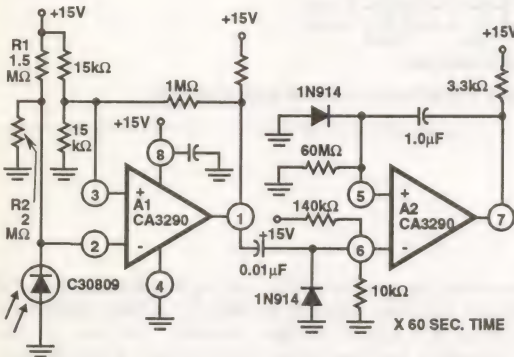 +15V
R1
1.5
MΩ
15kΩ
15
kΩ
R2
2
MΩ
1MΩ
+15V
8
3
+
A1
CA3290
2
-
4
1
C30809
+15V
0.01µF
1N914
140kΩ
1N914
60MΩ
5
+
A2
CA3290
6
-
10kΩ
1.0µF
+15V
3.3kΩ
7
X 60 SEC. TIME